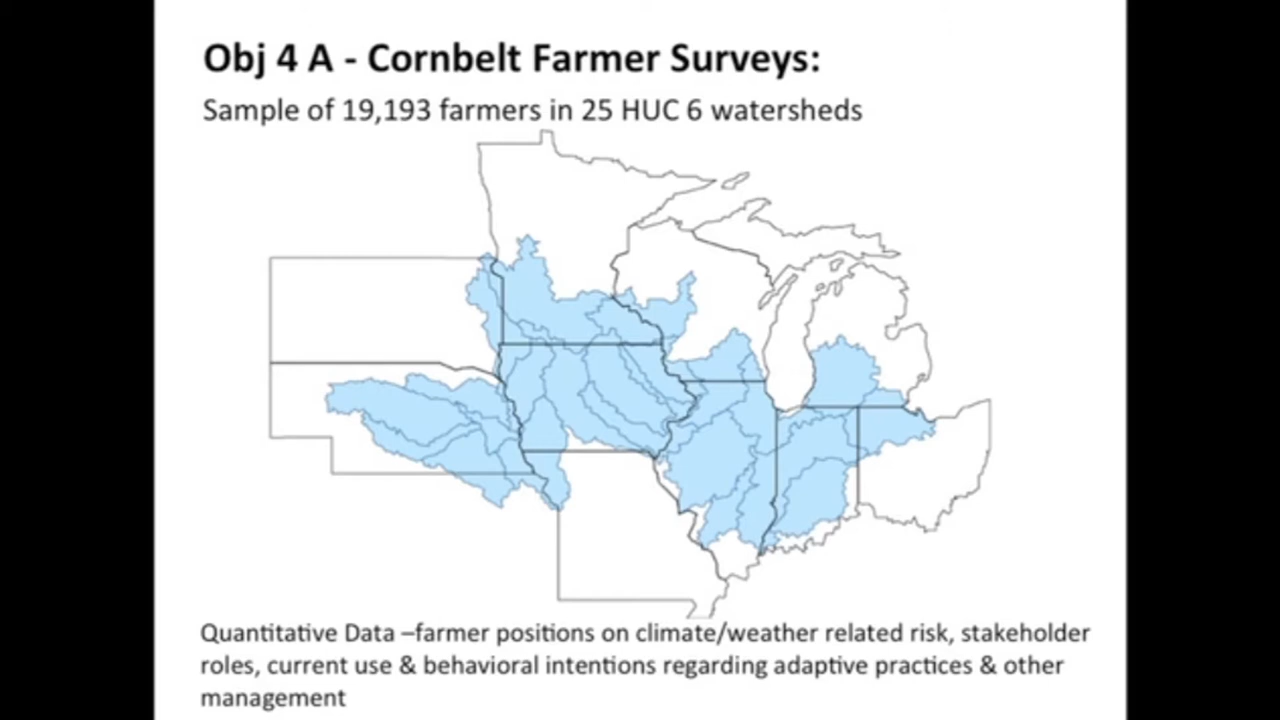 Obj 4 A - Cornbelt Farmer Surveys:
Sample of 19,193 farmers in 25 HUC 6 watersheds
Quantitative Data –farmer positions on climate/weather related risk, stakeholder
roles, current use & behavioral intentions regarding adaptive practices & other
management